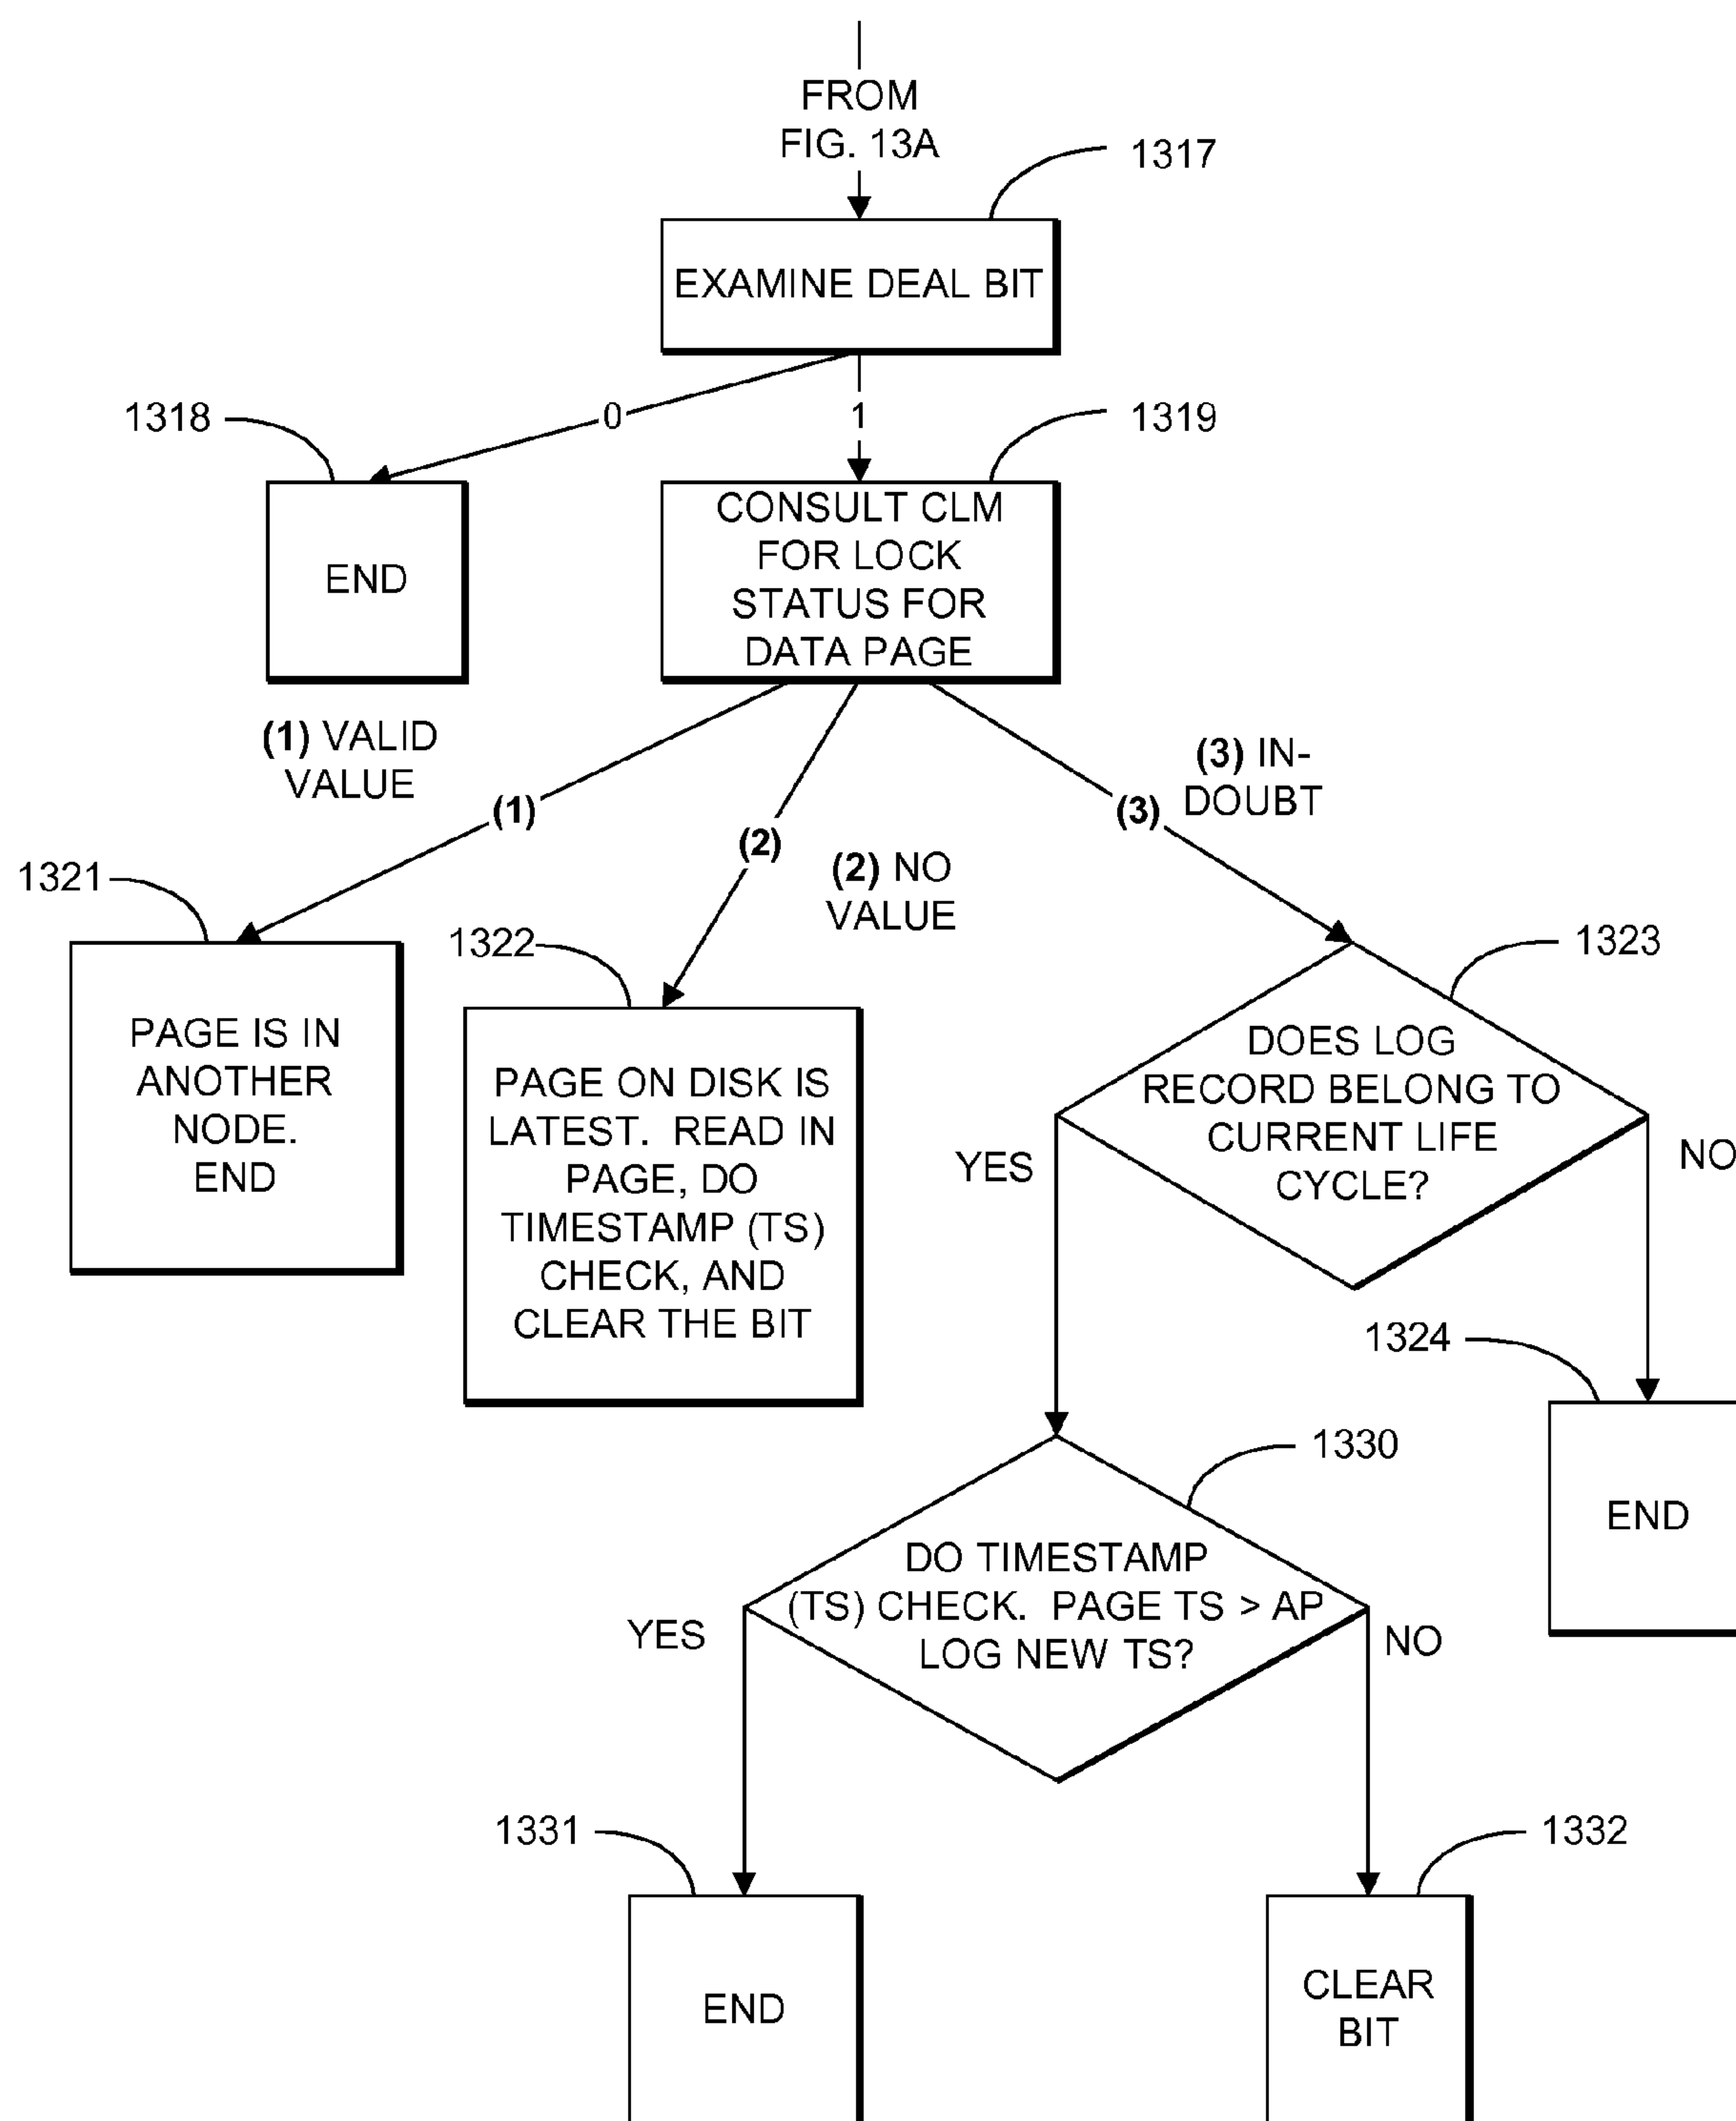 FROM
FIG. 13A
1317
EXAMINE DEAL BIT
0
1
1318
1319
END
CONSULT CLM
FOR LOCK
STATUS FOR
DATA PAGE
(1) VALID
VALUE
(3) IN-
DOUBT
(1)
(2)
(3)
(2) NO
VALUE
1321
1322
1323
PAGE IS IN
ANOTHER
NODE.
END
PAGE ON DISK IS
LATEST. READ IN
PAGE, DO
TIMESTAMP (TS)
CHECK, AND
CLEAR THE BIT
DOES LOG
RECORD BELONG TO
CURRENT LIFE
CYCLE?
YES
NO
1324
END
1330
DO TIMESTAMP
(TS) CHECK. PAGE TS > AP
LOG NEW TS?
YES
NO
1331
1332
END
CLEAR
BIT